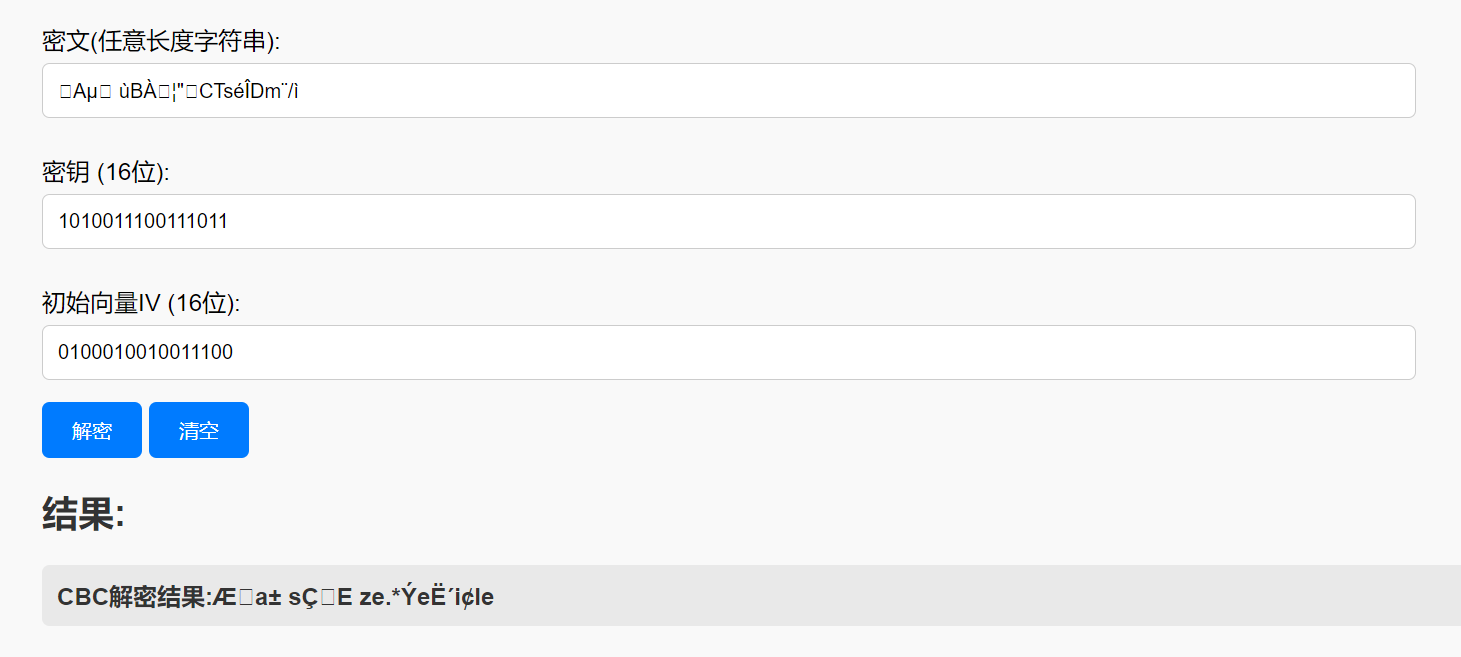 密文(任意长度字符串):
□Aµ□ ùBÀ□¦"□CTséÎDm¨/ì
密钥 (16位):
1010011100111011
初始向量IV (16位):
0100010010011100
解密 清空
结果:
CBC解密结果:Æ□a± sÇ□E ze.*ÝeË´i¢le